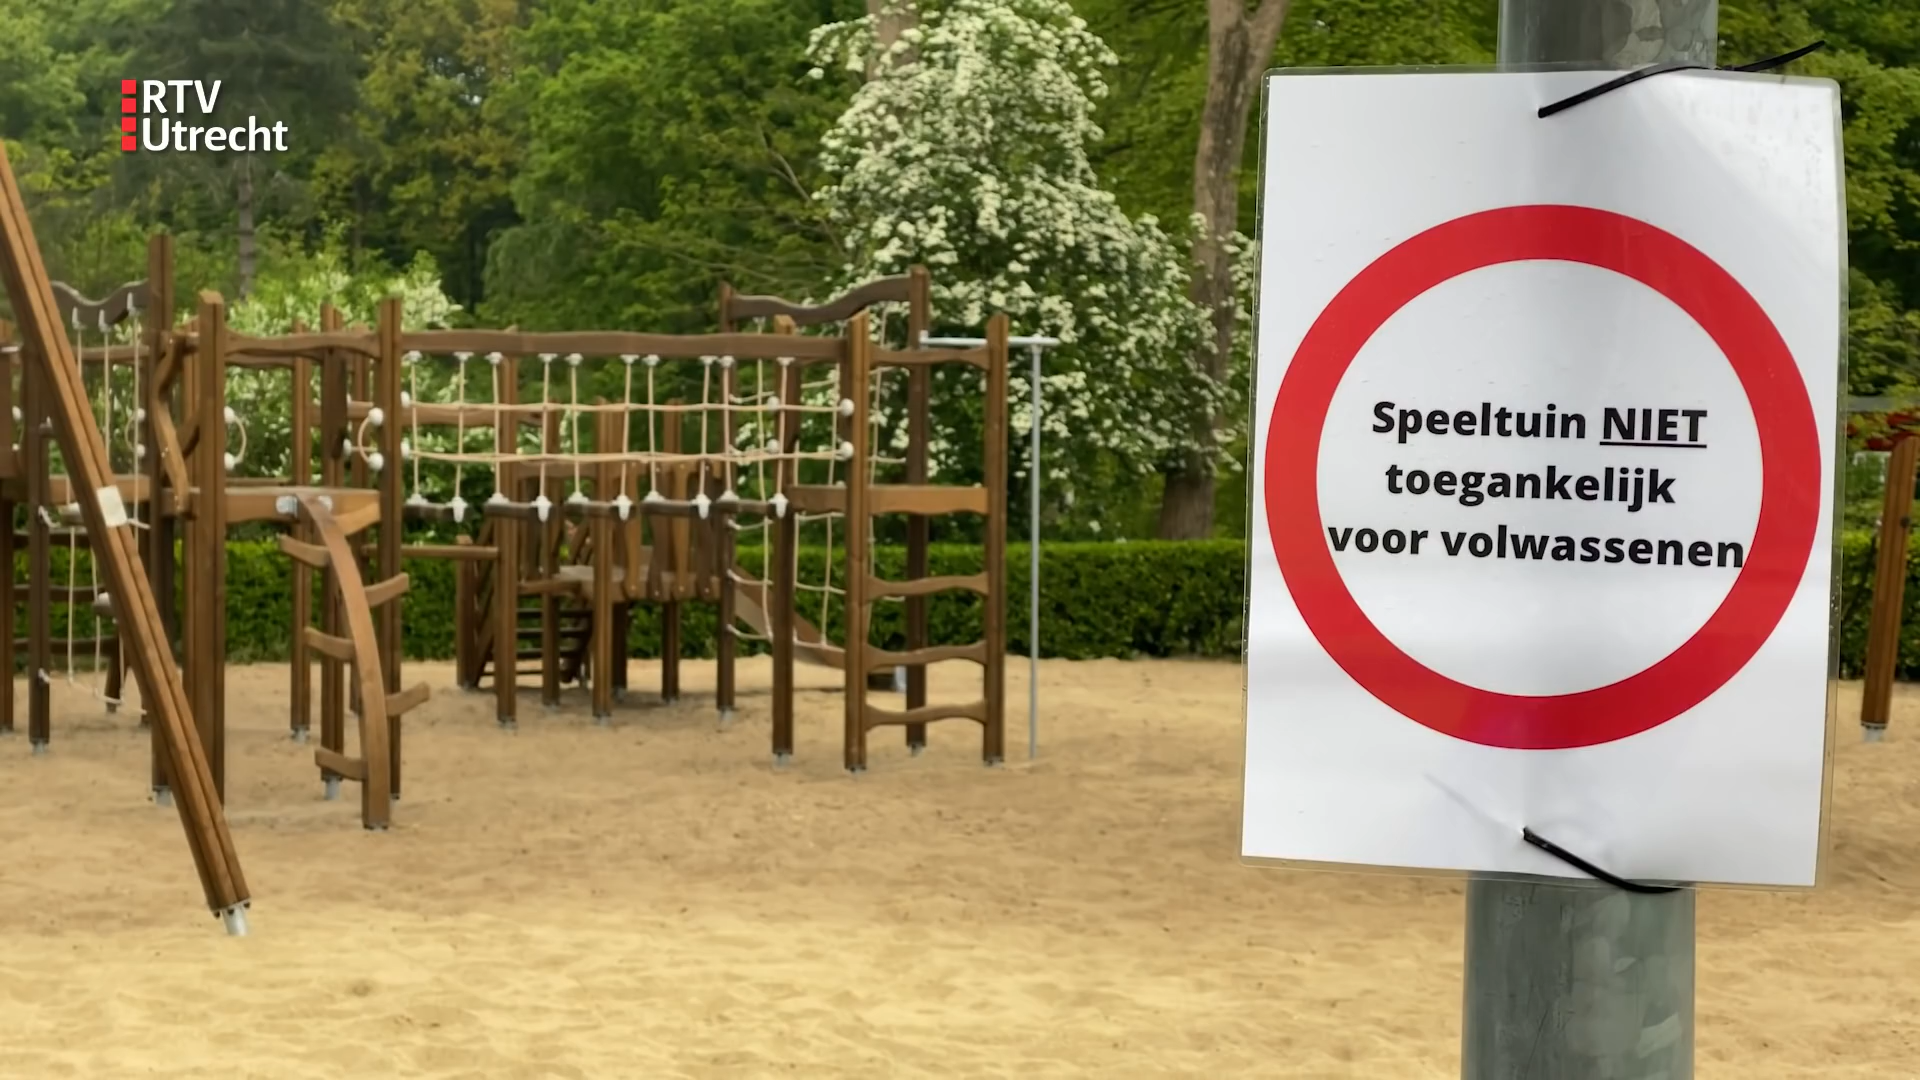 RTV
Utrecht
Speeltuin NIET
toegankelijk
voor volwassenen